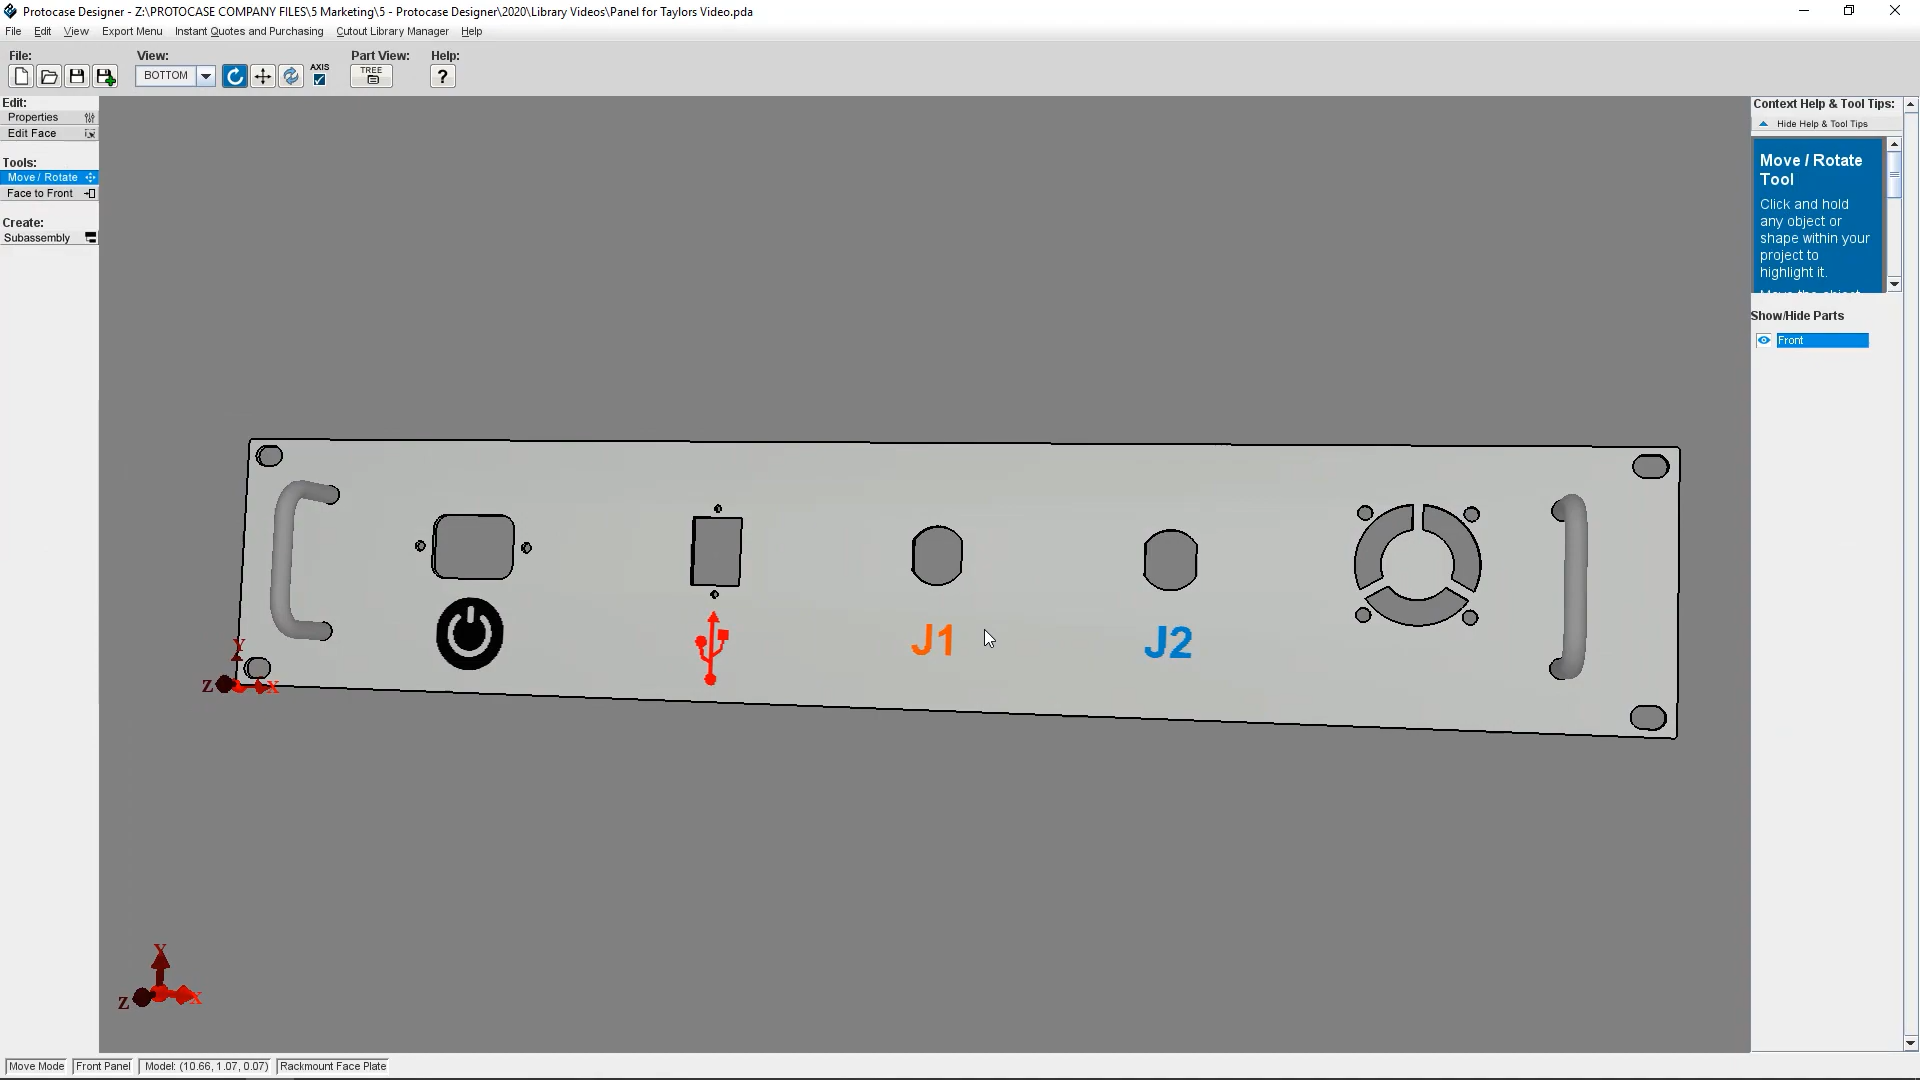 Protocase Designer - Z:\PROTOCASE COMPANY FILES\5 Marketing\5 - Protocase Designer\2020\Library Videos\Panel for Taylors Video.pda
File Edit View Export Menu Instant Quotes and Purchasing Cutout Library Manager Help
File: View: Part View: Help:
BOTTOM AXIS TREE ?
Edit:
Properties
Edit Face
Tools:
Move / Rotate
Face to Front
Create:
Subassembly
Context Help & Tool Tips:
Hide Help & Tool Tips
Move / Rotate
Tool
Click and hold
any object or
shape within your
project to
highlight it.
Move the object
Show/Hide Parts
Front
J1 J2
Y
Z X
Y
Z X
Move Mode Front Panel Model: (10.66, 1.07, 0.07) Rackmount Face Plate